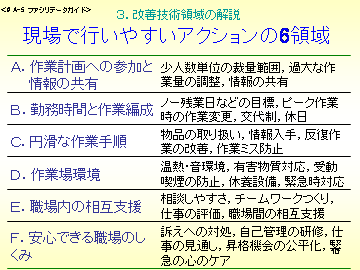 <0 A-5 ファシリテータガイド>
3. 改善技術領域の解説
現場で行いやすいアクションの6領域
A. 作業計画への参加と
情報の共有
少人数単位の裁量範囲, 過大な作
業量の調整, 情報の共有
B. 勤務時間と作業編成
ノー残業日などの目標, ピーク作業
時の作業変更, 交代制, 休日
C. 円滑な作業手順
物品の取り扱い, 情報入手, 反復作
業の改善, 作業ミス防止
D. 作業場環境
温熱・音環境, 有害物質対応, 受動
喫煙の防止, 休養設備, 緊急時対応
E. 職場内の相互支援
相談しやすさ, チームワークづくり,
仕事の評価, 職場間の相互支援
F. 安心できる職場のし
くみ
訴えへの対処, 自己管理の研修, 仕
事の見通し, 昇格機会の公平化, 緊
急の心のケア